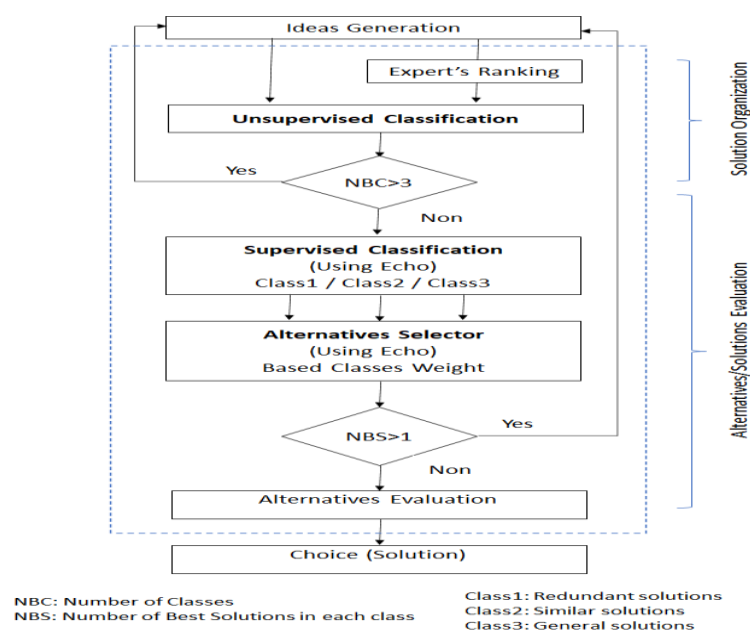 Ideas Generation
Expert's Ranking
Unsupervised Classification
Yes
NBC>3
Non
Supervised Classification
(Using Echo)
Class1 / Class2 / Class3
Alternatives Selector
(Using Echo)
Based Classes Weight
NBS>1
Yes
Non
Alternatives Evaluation
Choice (Solution)
Solution Organization
Alternatives/Solutions Evaluation
NBC: Number of Classes
NBS: Number of Best Solutions in each class
Class1: Redundant solutions
Class2: Similar solutions
Class3: General solutions